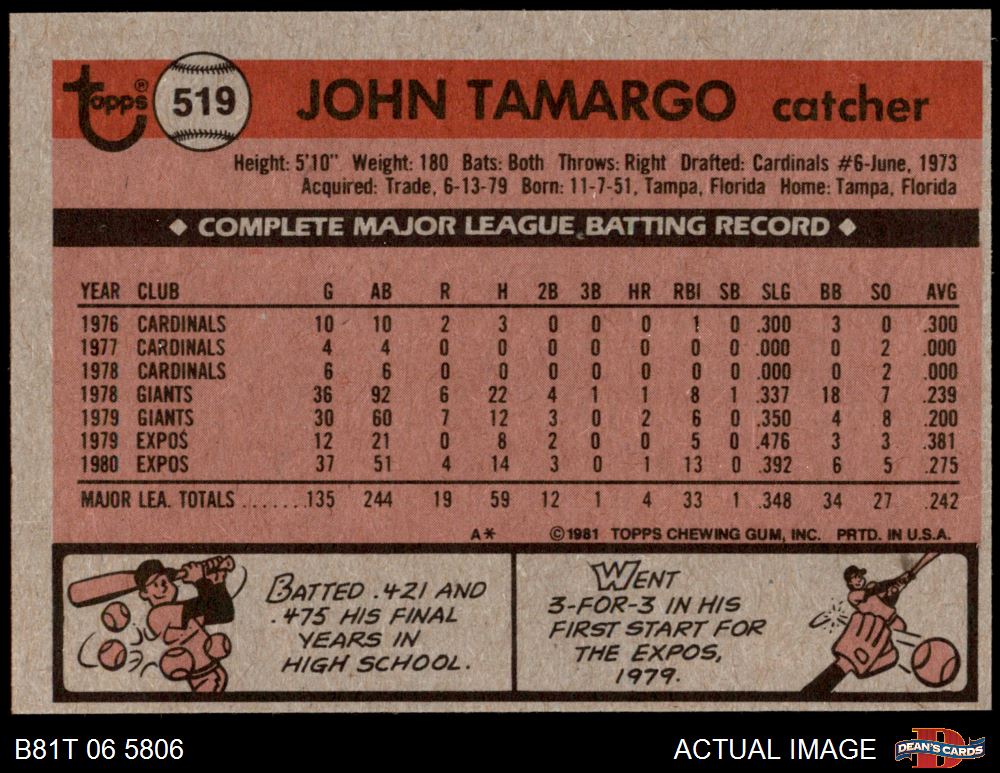 topps® 519 JOHN TAMARGO catcher
Height: 5'10" Weight: 180 Bats: Both Throws: Right Drafted: Cardinals #6-June, 1973
Acquired: Trade, 6-13-79 Born: 11-7-51, Tampa, Florida Home: Tampa, Florida
◆ COMPLETE MAJOR LEAGUE BATTING RECORD ◆
YEAR CLUB G AB R H 2B 3B HR RBI SB SLG BB SO AVG
1976 CARDINALS 10 10 2 3 0 0 0 1 0 .300 3 0 .300
1977 CARDINALS 4 4 0 0 0 0 0 0 0 .000 0 2 .000
1978 CARDINALS 6 6 0 0 0 0 0 0 0 .000 0 2 .000
1978 GIANTS 36 92 6 22 4 1 1 8 1 .337 18 7 .239
1979 GIANTS 30 60 7 12 3 0 2 6 0 .350 4 8 .200
1979 EXPOS 12 21 0 8 2 0 0 5 0 .476 3 3 .381
1980 EXPOS 37 51 4 14 3 0 1 13 0 .392 6 5 .275
MAJOR LEA. TOTALS .......135 244 19 59 12 1 4 33 1 .348 34 27 .242
A* ©1981 TOPPS CHEWING GUM, INC. PRTD. IN U.S.A.
BATTED .421 AND
.475 HIS FINAL
YEARS IN
HIGH SCHOOL.
WENT
3-FOR-3 IN HIS
FIRST START FOR
THE EXPOS,
1979.
B81T 06 5806 ACTUAL IMAGE D DEAN'S CARDS